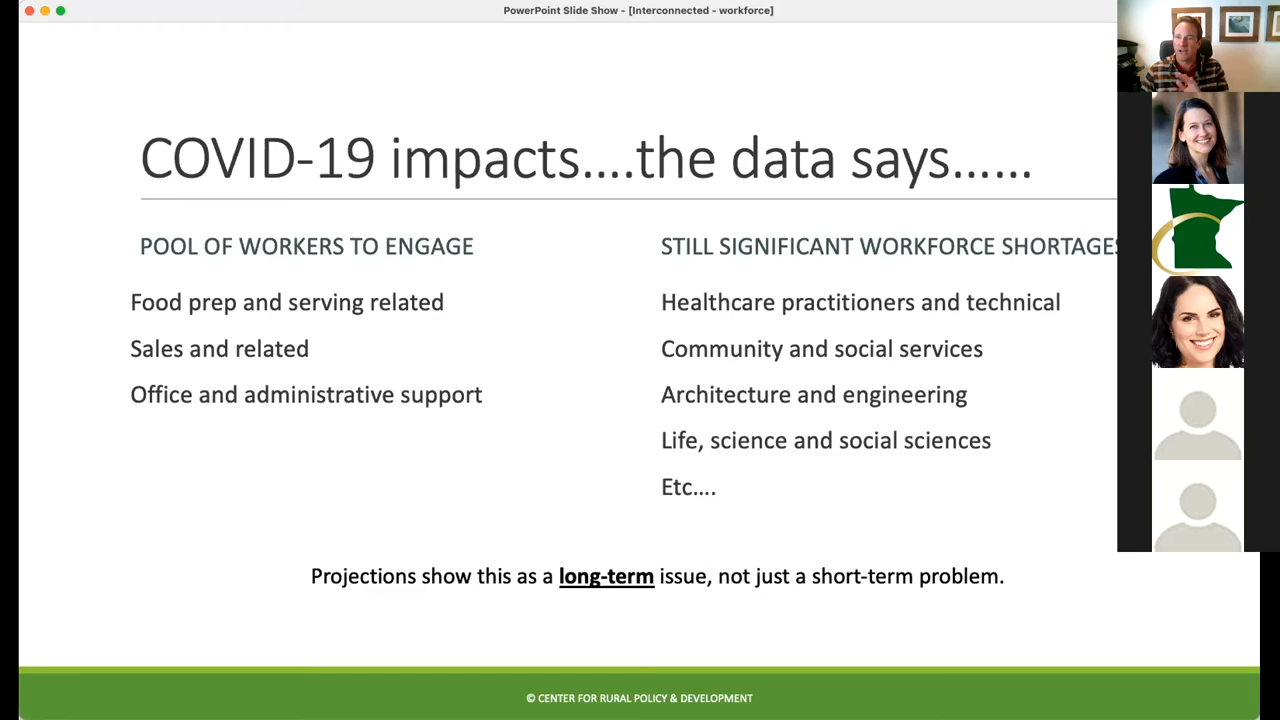 PowerPoint Slide Show - [Interconnected - workforce]
COVID-19 impacts….the data says……
POOL OF WORKERS TO ENGAGE
Food prep and serving related
Sales and related
Office and administrative support
STILL SIGNIFICANT WORKFORCE SHORTAGES
Healthcare practitioners and technical
Community and social services
Architecture and engineering
Life, science and social sciences
Etc….
Projections show this as a long-term issue, not just a short-term problem.
© CENTER FOR RURAL POLICY & DEVELOPMENT